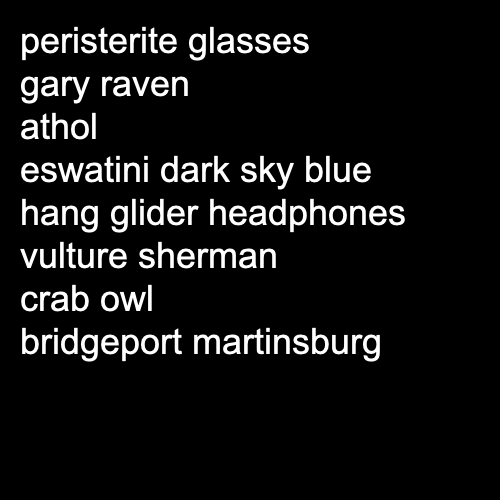 peristerite glasses
gary raven
athol
eswatini dark sky blue
hang glider headphones
vulture sherman
crab owl
bridgeport martinsburg